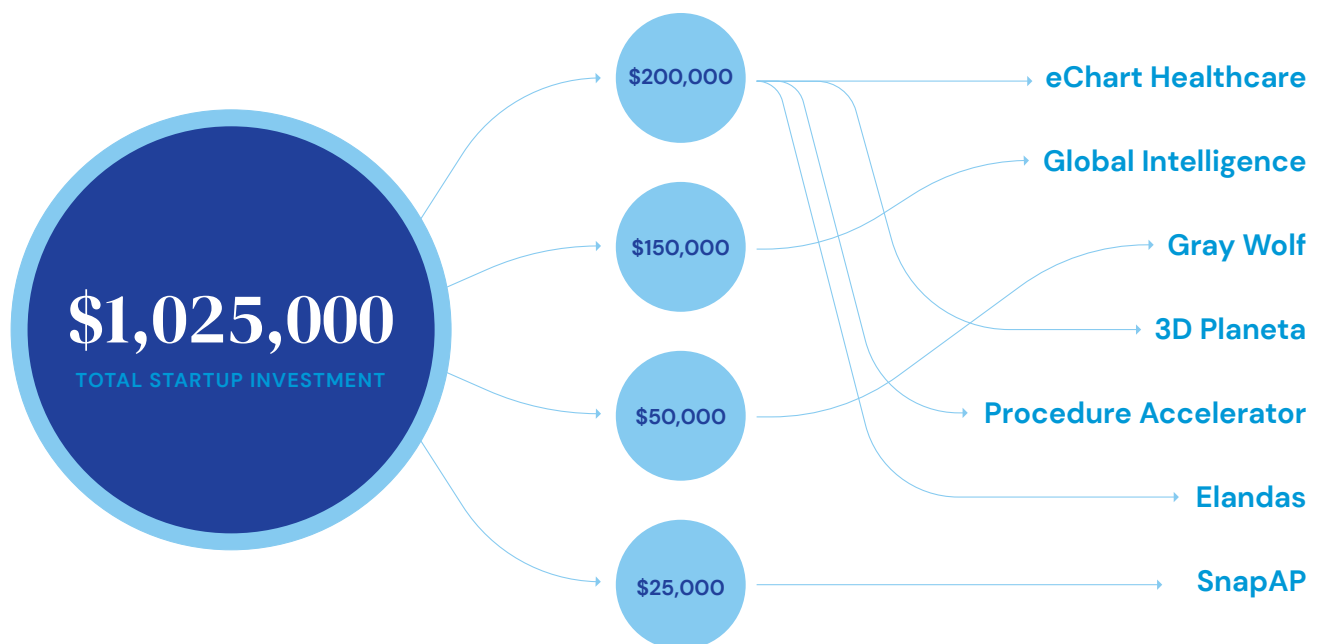 $1,025,000
TOTAL STARTUP INVESTMENT
$200,000
$150,000
$50,000
$25,000
eChart Healthcare
Global Intelligence
Gray Wolf
3D Planeta
Procedure Accelerator
Elandas
SnapAP